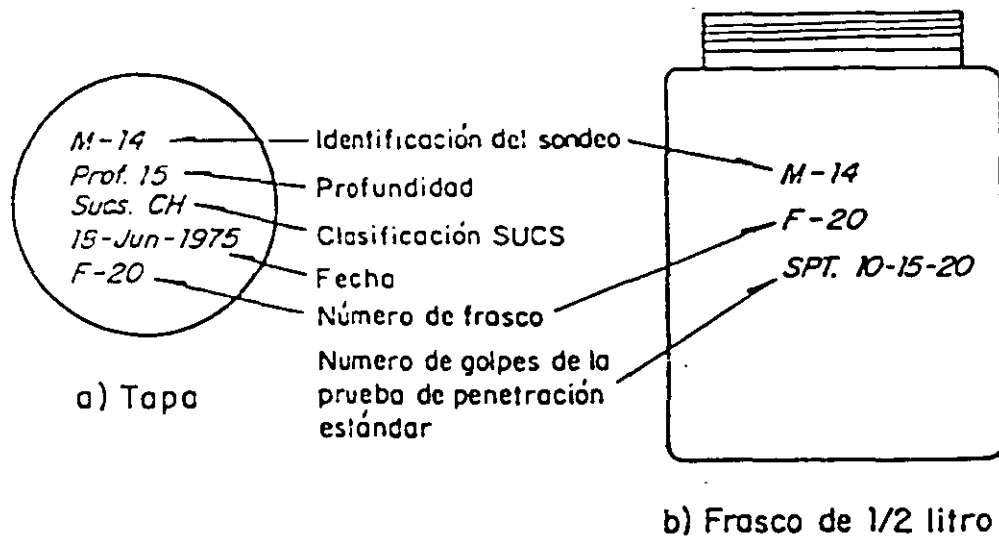 M-14
Prof. 15
Sucs. CH
15-Jun-1975
F-20
a) Tapa
Identificación del sondeo
Profundidad
Clasificación SUCS
Fecha
Número de frasco
Numero de golpes de la
prueba de penetración
estándar
M-14
F-20
SPT. 10-15-20
b) Frasco de 1/2 litro